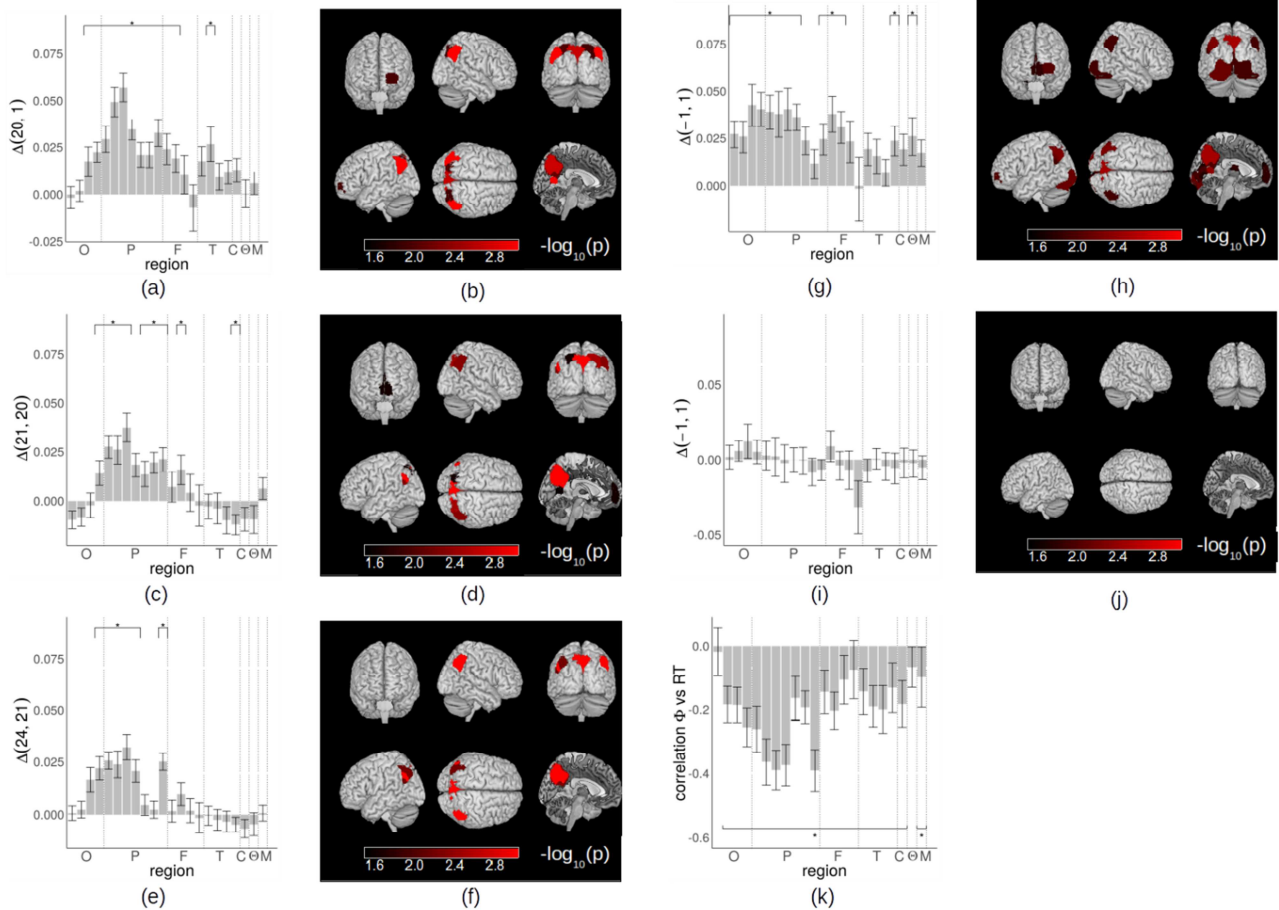 Δ(20, 1)
0.075
0.050
0.025
0.000
-0.025
*
*
O P F T C Θ M
region
(a)
1.6 2.0 2.4 2.8
-log10(p)
(b)
Δ(-1, 1)
0.075
0.050
0.025
0.000
*
*
*
*
O P F T C Θ M
region
(g)
1.6 2.0 2.4 2.8
-log10(p)
(h)
Δ(21, 20)
0.075
0.050
0.025
0.000
*
*
*
*
O P F T C Θ M
region
(c)
1.6 2.0 2.4 2.8
-log10(p)
(d)
Δ(-1, 1)
0.05
0.00
-0.05
O P F T C Θ M
region
(i)
1.6 2.0 2.4 2.8
-log10(p)
(j)
Δ(24, 21)
0.075
0.050
0.025
0.000
*
*
O P F T C Θ M
region
(e)
1.6 2.0 2.4 2.8
-log10(p)
(f)
correlation Φ vs RT
0.0
-0.2
-0.4
-0.6
*
*
O P F T C Θ M
region
(k)